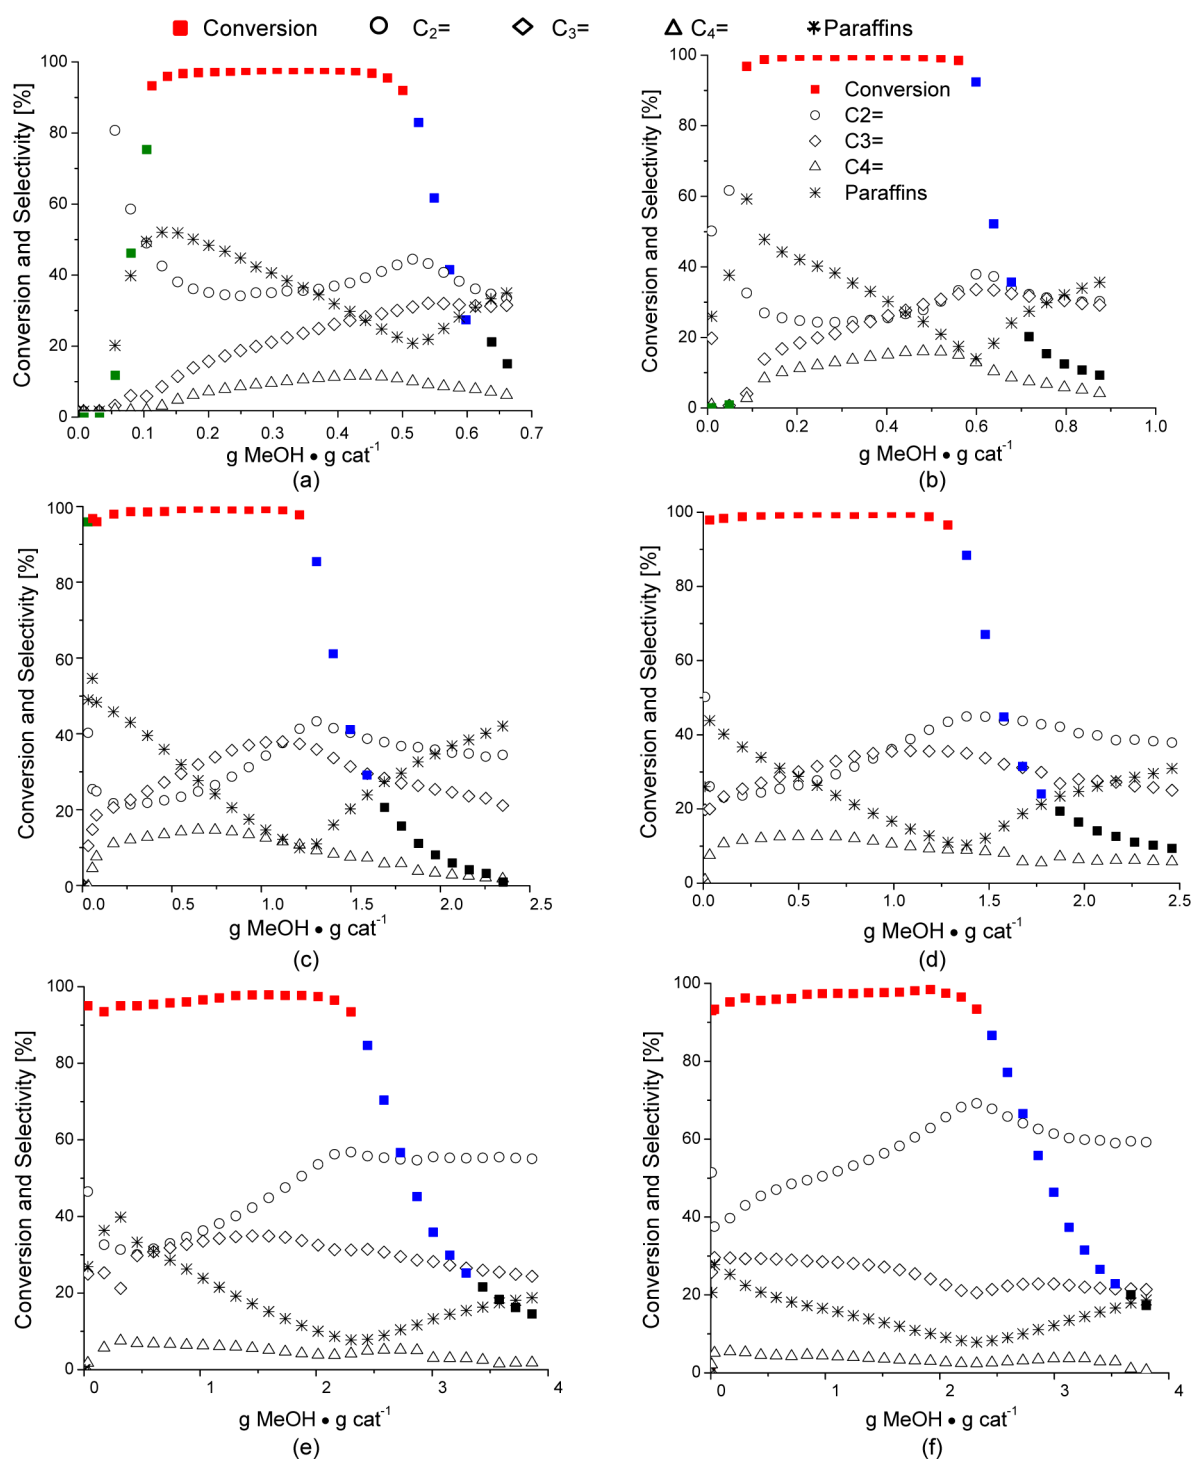 Conversion C₂= C₃= C₄= Paraffins
Conversion and Selectivity [%]
100
80
60
40
20
0
0.0 0.1 0.2 0.3 0.4 0.5 0.6 0.7
g MeOH • g cat⁻¹
(a)
Conversion and Selectivity [%]
100
80
60
40
20
0
Conversion
C2=
C3=
C4=
Paraffins
0.0 0.2 0.4 0.6 0.8 1.0
g MeOH • g cat⁻¹
(b)
Conversion and Selectivity [%]
100
80
60
40
20
0
0.0 0.5 1.0 1.5 2.0 2.5
g MeOH • g cat⁻¹
(c)
Conversion and Selectivity [%]
100
80
60
40
20
0
0.0 0.5 1.0 1.5 2.0 2.5
g MeOH • g cat⁻¹
(d)
Conversion and Selectivity [%]
100
80
60
40
20
0
0 1 2 3 4
g MeOH • g cat⁻¹
(e)
Conversion and Selectivity [%]
100
80
60
40
20
0
0 1 2 3 4
g MeOH • g cat⁻¹
(f)